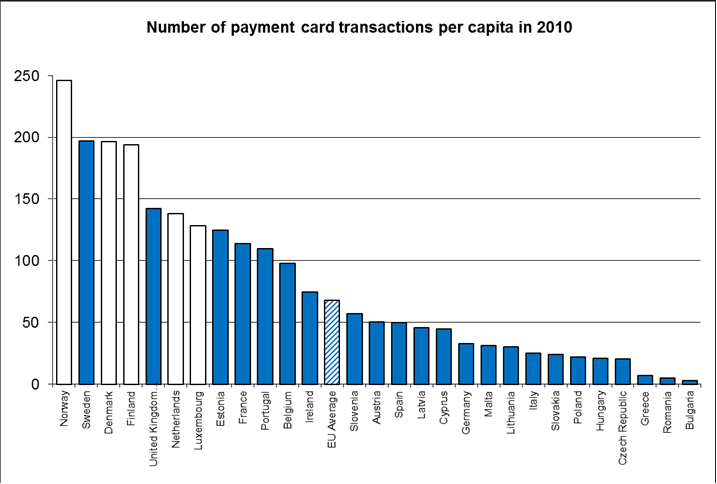 Number of payment card transactions per capita in 2010
250
200
150
100
50
0
Norway
Sweden
Denmark
Finland
United Kingdom.
Netherlands
Luxembourg
Estonia
France
Portugal
Belgium
Ireland
EU Average
Slovenia
Austria
Spain
Latvia
Cyprus
Germany
Malta
Lithuania
Italy
Slovakia
Poland
Hungary
Czech Republic
Greece
Romania
Bulgaria